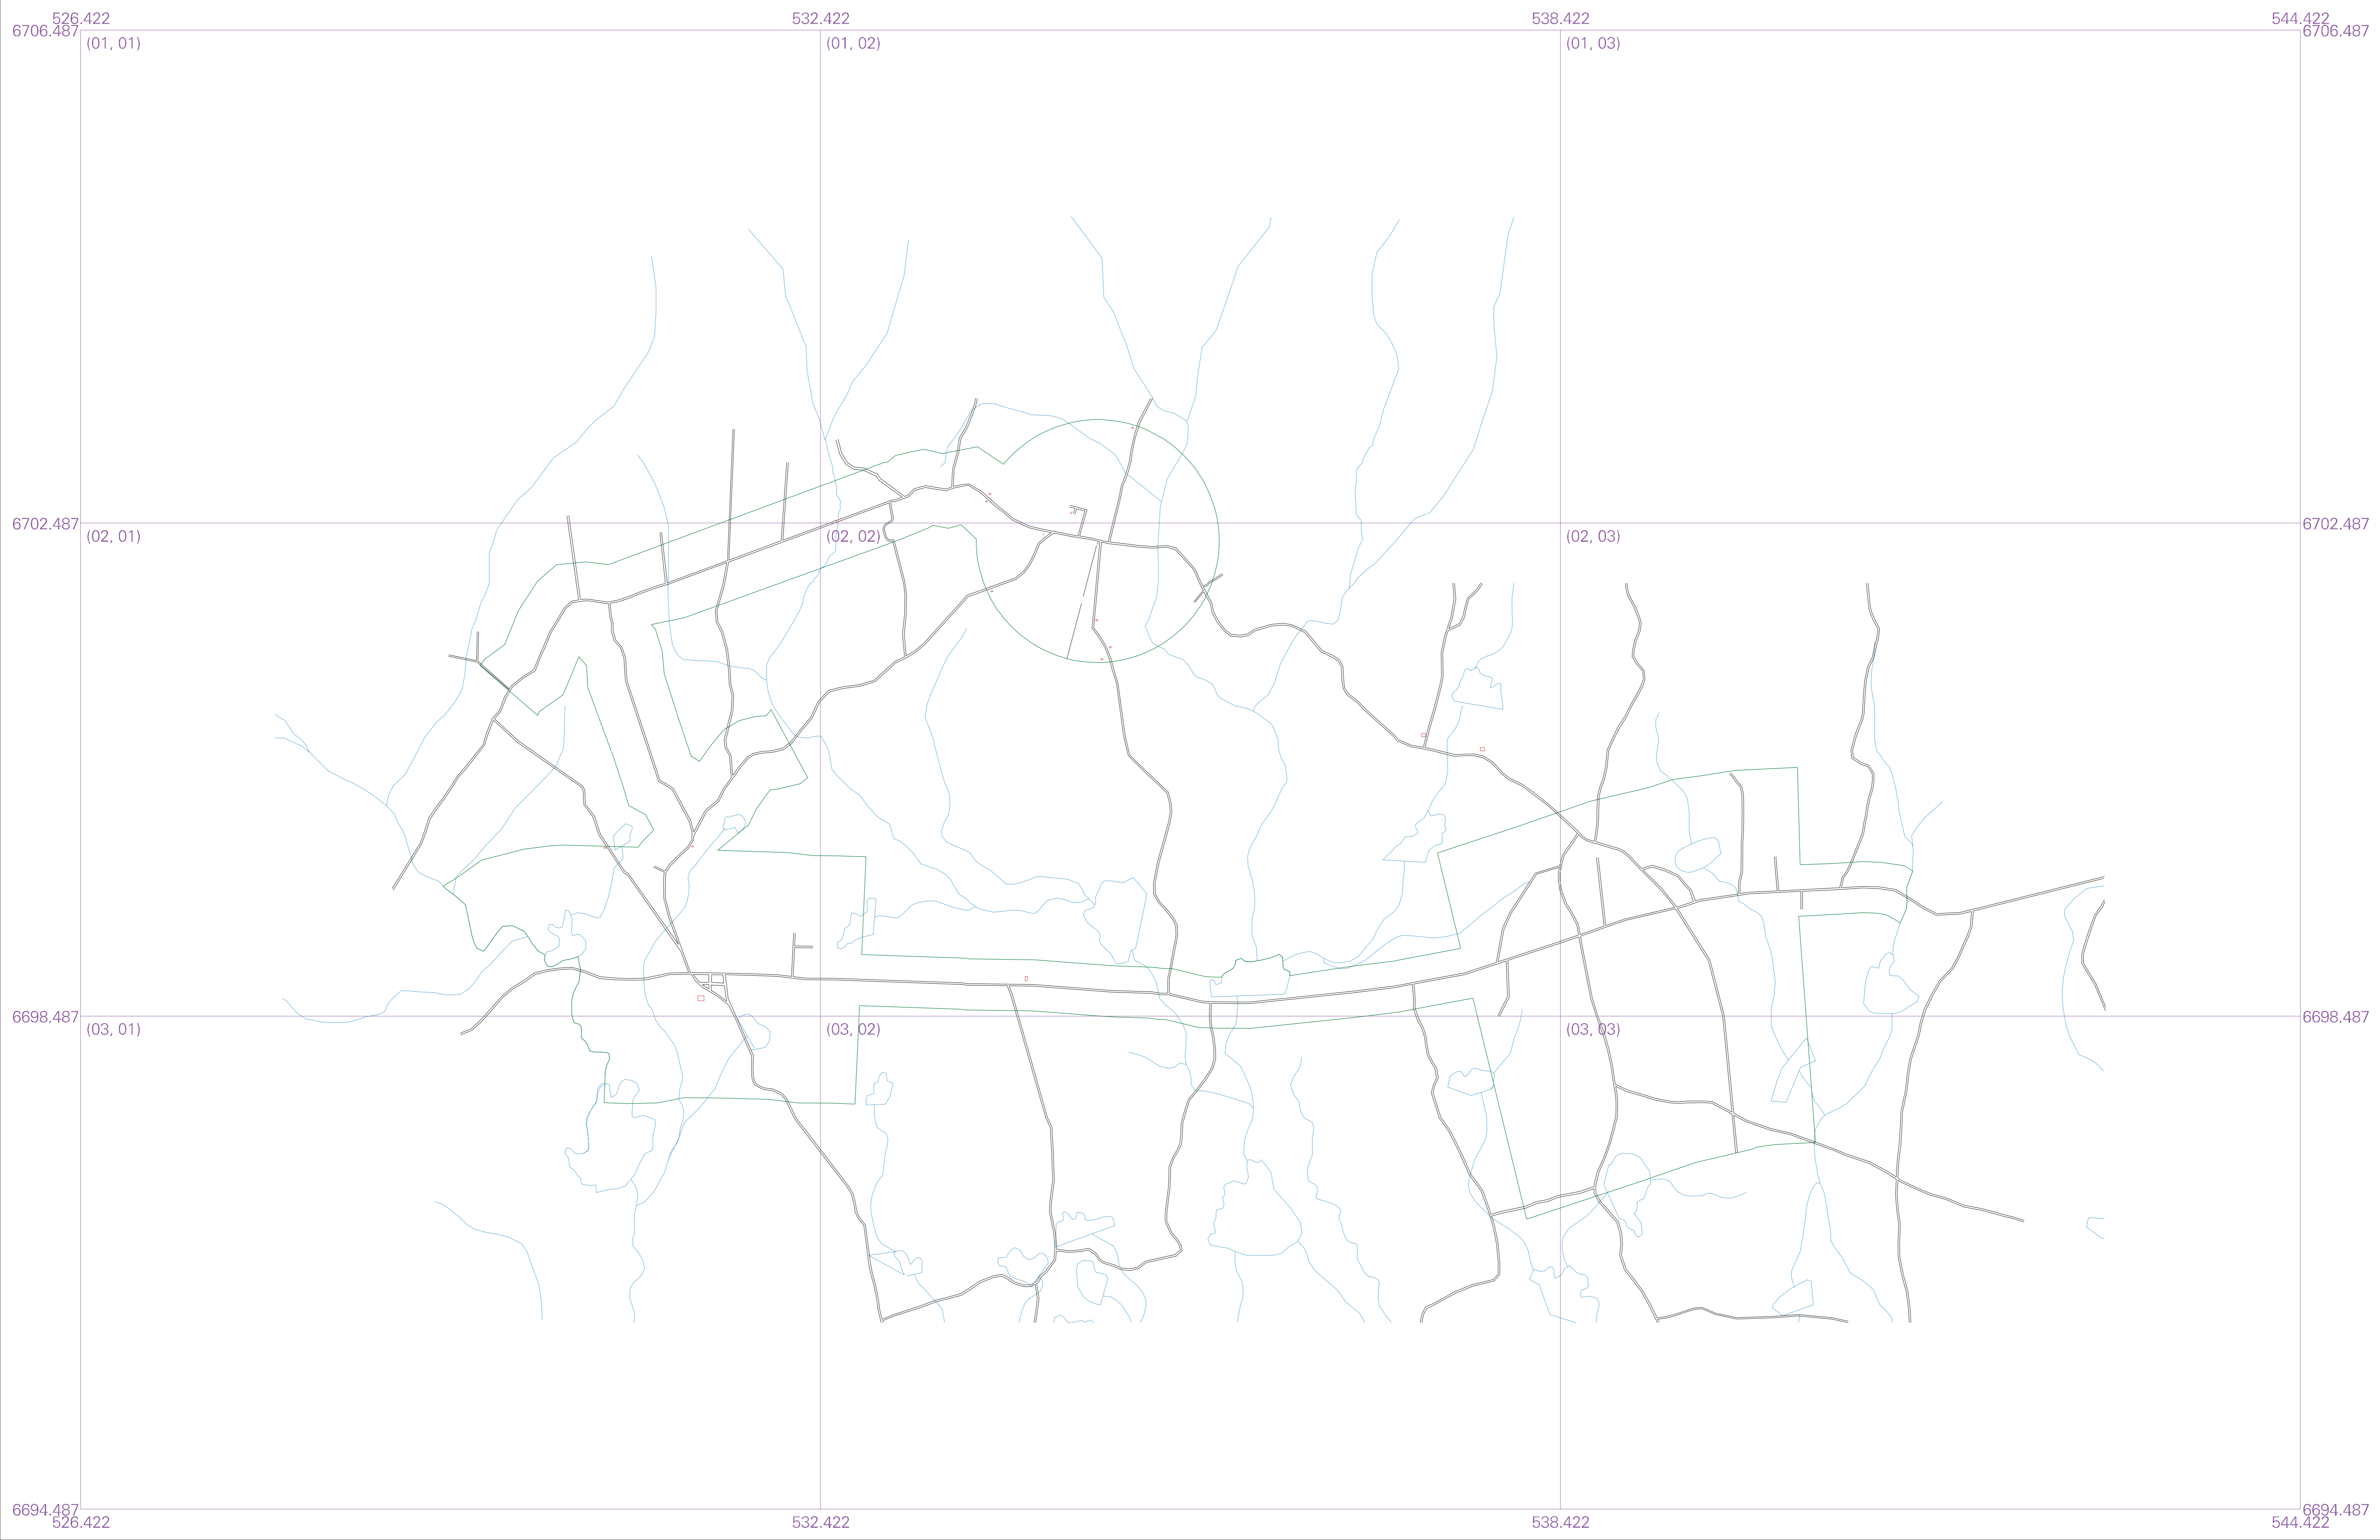 526.422 532.422 538.422 544.422
6706.487 6706.487
(01, 01) (01, 02) (01, 03)
6702.487 6702.487
(02, 01) (02, 02) (02, 03)
6698.487 6698.487
(03, 01) (03, 02) (03, 03)
6694.487 6694.487
526.422 532.422 538.422 544.422